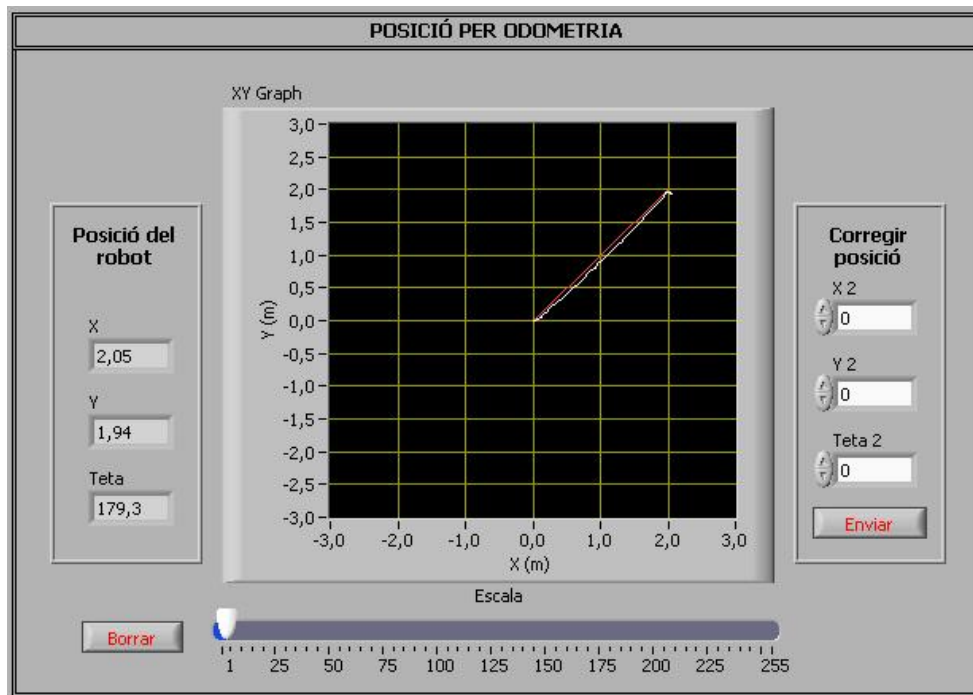 POSICIÓ PER ODOMETRIA
XY Graph
Posició del
robot
X
2,05
Y
1,94
Teta
179,3
Y (m)
3,0
2,5
2,0
1,5
1,0
0,5
0,0
-0,5
-1,0
-1,5
-2,0
-2,5
-3,0
-3,0 -2,0 -1,0 0,0 1,0 2,0 3,0
X (m)
Corregir
posició
X 2
0
Y 2
0
Teta 2
0
Enviar
Borrar
Escala
1 25 50 75 100 125 150 175 200 225 255